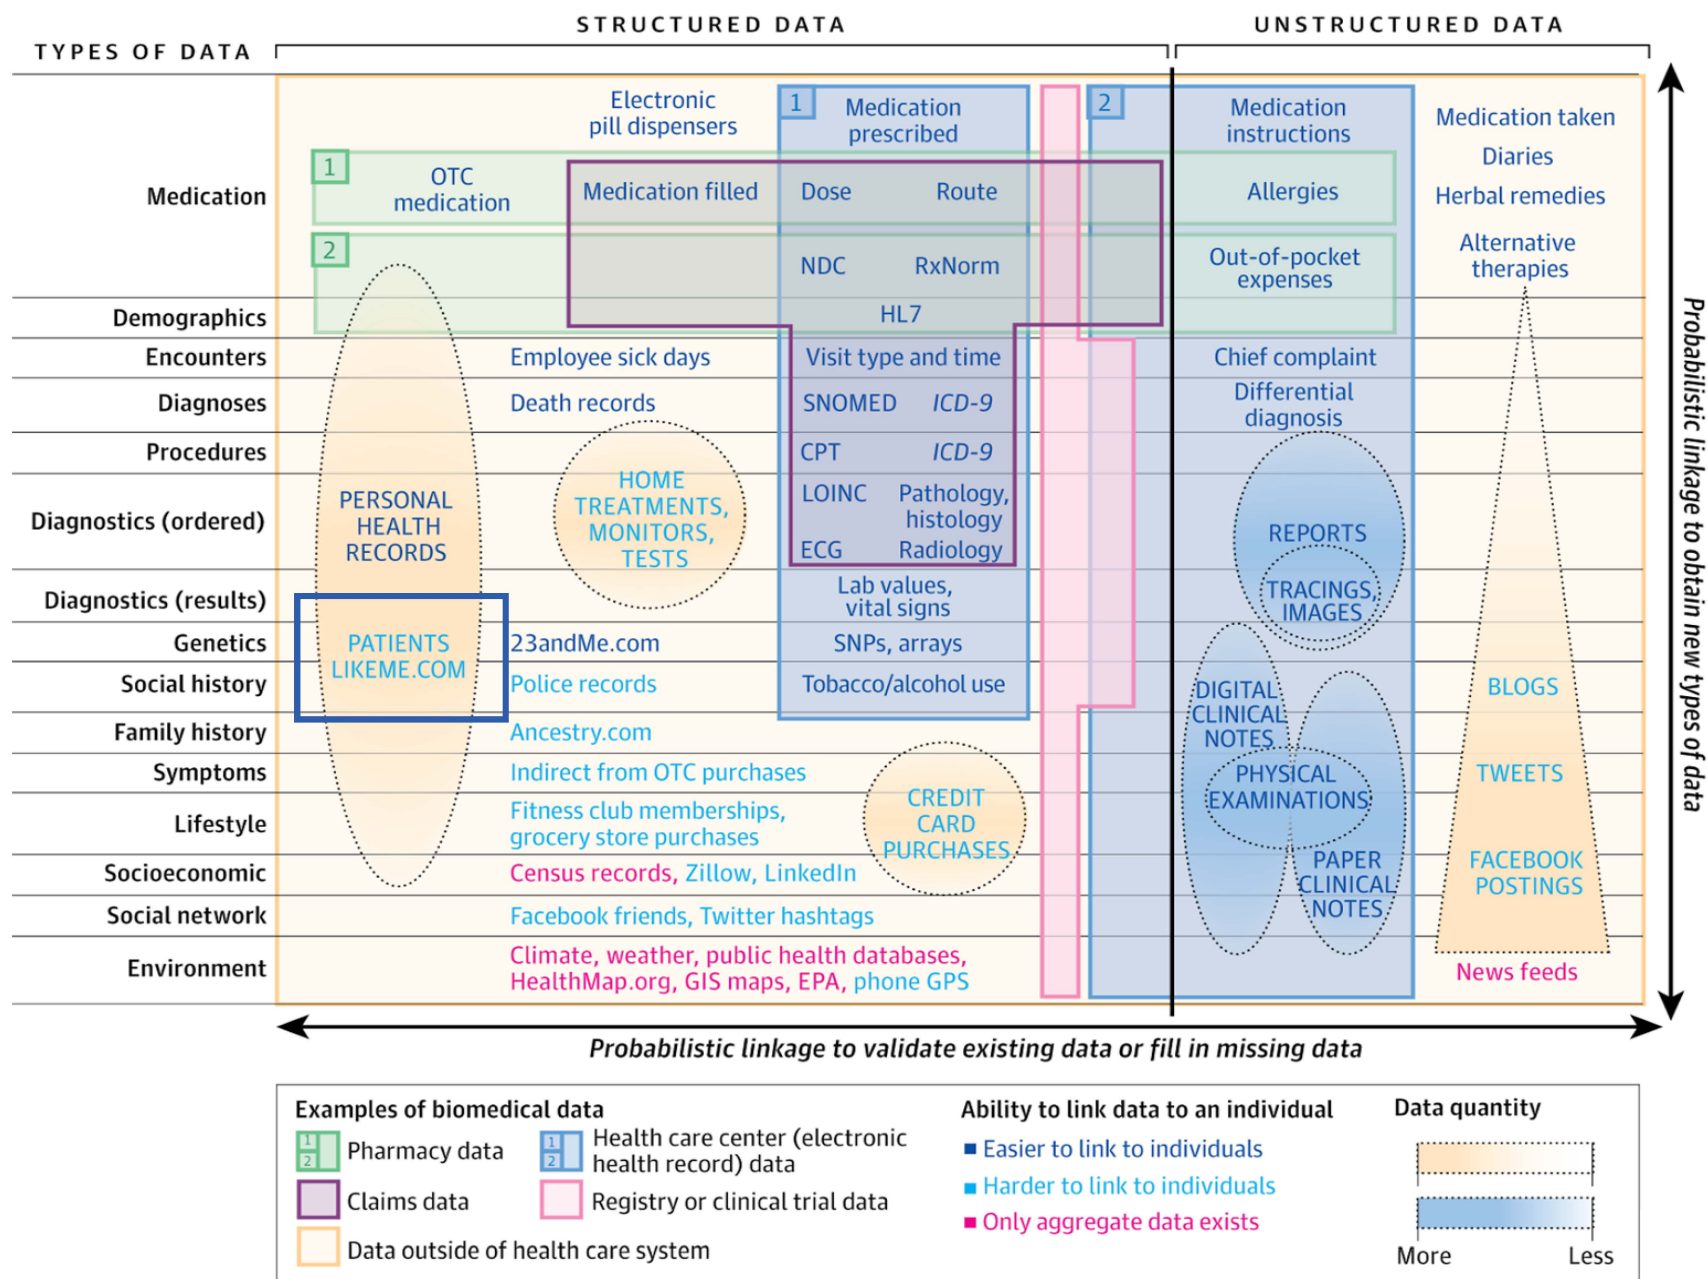 STRUCTURED DATA
UNSTRUCTURED DATA
TYPES OF DATA
Medication
Electronic
pill dispensers
1
Medication
prescribed
2
Medication
instructions
Medication taken
Diaries
Herbal remedies
Alternative
therapies
1
OTC
medication
Medication filled
Dose
Route
Allergies
2
NDC
RxNorm
Out-of-pocket
expenses
Demographics
HL7
Encounters
Employee sick days
Visit type and time
Chief complaint
Diagnoses
Death records
SNOMED
ICD-9
Differential
diagnosis
Procedures
CPT
ICD-9
Diagnostics (ordered)
PERSONAL
HEALTH
RECORDS
HOME
TREATMENTS,
MONITORS,
TESTS
LOINC
Pathology,
histology
ECG
Radiology
REPORTS
Diagnostics (results)
Lab values,
vital signs
TRACINGS,
IMAGES
Genetics
PATIENTS
LIKEME.COM
23andMe.com
SNPs, arrays
Social history
Police records
Tobacco/alcohol use
DIGITAL
CLINICAL
NOTES
BLOGS
Family history
Ancestry.com
Symptoms
Indirect from OTC purchases
PHYSICAL
EXAMINATIONS
TWEETS
Lifestyle
Fitness club memberships,
grocery store purchases
CREDIT
CARD
PURCHASES
Socioeconomic
Census records, Zillow, LinkedIn
PAPER
CLINICAL
NOTES
FACEBOOK
POSTINGS
Social network
Facebook friends, Twitter hashtags
Environment
Climate, weather, public health databases,
HealthMap.org, GIS maps, EPA, phone GPS
News feeds
Probabilistic linkage to obtain new types of data
Probabilistic linkage to validate existing data or fill in missing data
Examples of biomedical data
1
2
Pharmacy data
1
2
Health care center (electronic
health record) data
Claims data
Registry or clinical trial data
Data outside of health care system
Ability to link data to an individual
Easier to link to individuals
Harder to link to individuals
Only aggregate data exists
Data quantity
More
Less